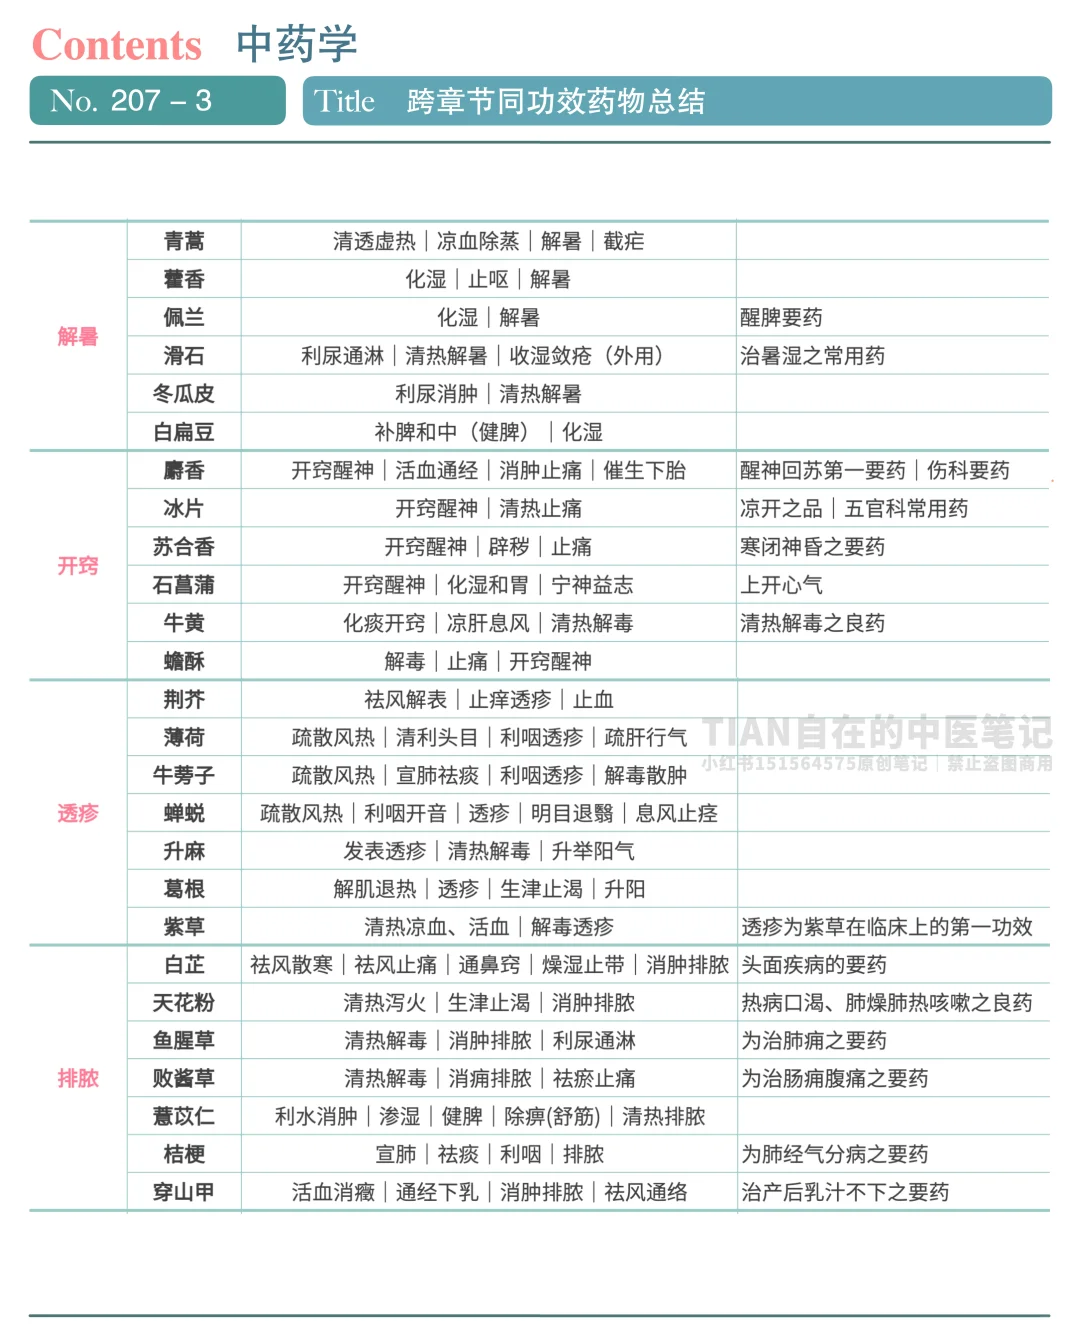 Contents 中药学
No. 207 – 3 Title 跨章节同功效药物总结
解暑
青蒿 清透虚热｜凉血除蒸｜解暑｜截疟
藿香 化湿｜止呕｜解暑
佩兰 化湿｜解暑 醒脾要药
滑石 利尿通淋｜清热解暑｜收湿敛疮（外用） 治暑湿之常用药
冬瓜皮 利尿消肿｜清热解暑
白扁豆 补脾和中（健脾）｜化湿
开窍
麝香 开窍醒神｜活血通经｜消肿止痛｜催生下胎 醒神回苏第一要药｜伤科要药
冰片 开窍醒神｜清热止痛 凉开之品｜五官科常用药
苏合香 开窍醒神｜辟秽｜止痛 寒闭神昏之要药
石菖蒲 开窍醒神｜化湿和胃｜宁神益志 上开心气
牛黄 化痰开窍｜凉肝息风｜清热解毒 清热解毒之良药
蟾酥 解毒｜止痛｜开窍醒神
透疹
荆芥 祛风解表｜止痒透疹｜止血
薄荷 疏散风热｜清利头目｜利咽透疹｜疏肝行气
牛蒡子 疏散风热｜宣肺祛痰｜利咽透疹｜解毒散肿
蝉蜕 疏散风热｜利咽开音｜透疹｜明目退翳｜息风止痉
升麻 发表透疹｜清热解毒｜升举阳气
葛根 解肌退热｜透疹｜生津止渴｜升阳
紫草 清热凉血、活血｜解毒透疹 透疹为紫草在临床上的第一功效
排脓
白芷 祛风散寒｜祛风止痛｜通鼻窍｜燥湿止带｜消肿排脓 头面疾病的要药
天花粉 清热泻火｜生津止渴｜消肿排脓 热病口渴、肺燥肺热咳嗽之良药
鱼腥草 清热解毒｜消肿排脓｜利尿通淋 为治肺痈之要药
败酱草 清热解毒｜消痈排脓｜祛瘀止痛 为治肠痈腹痛之要药
薏苡仁 利水消肿｜渗湿｜健脾｜除痹(舒筋)｜清热排脓
桔梗 宣肺｜祛痰｜利咽｜排脓 为肺经气分病之要药
穿山甲 活血消癥｜通经下乳｜消肿排脓｜祛风通络 治产后乳汁不下之要药
TIAN自在的中医笔记
小红书151564575原创笔记｜禁止盗图商用